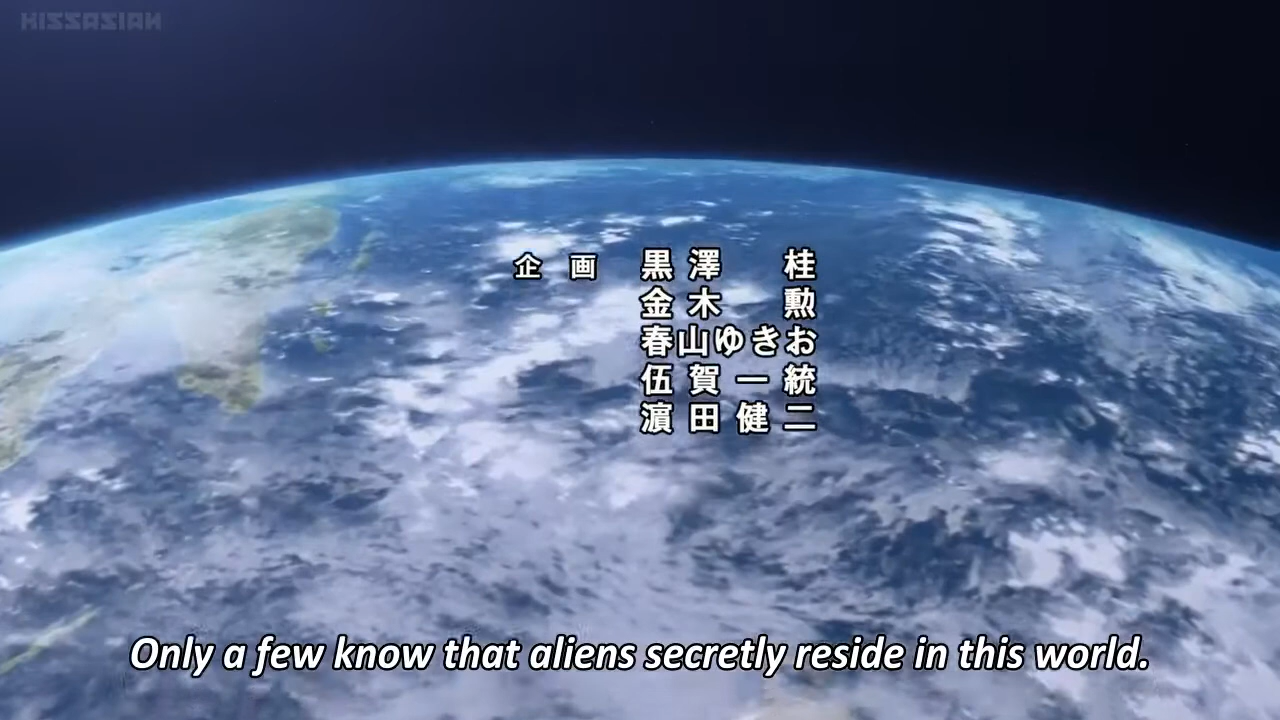 KISSASIAN
企画 黒澤 桂
金木 勲
春山ゆきお
伍賀一統
濵田健二
Only a few know that aliens secretly reside in this world.